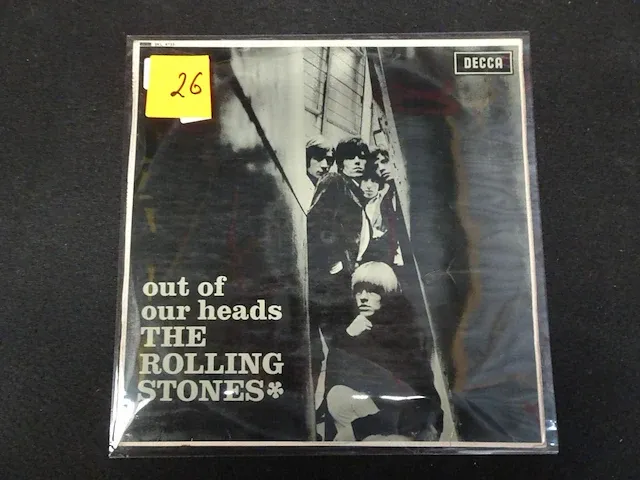 26
DECCA
out of
our heads
THE
ROLLING
STONES